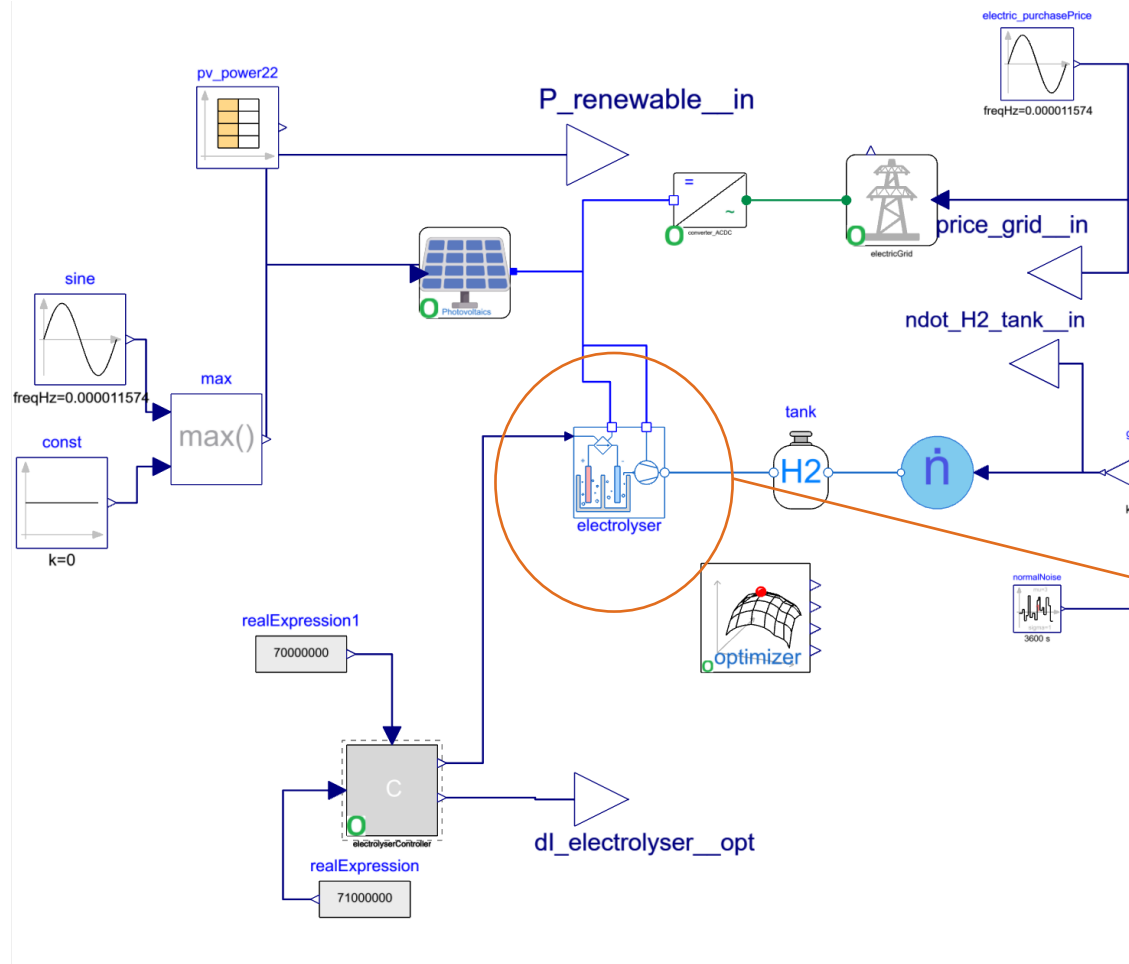 electric_purchasePrice
freqHz=0.000011574
pv_power22
P_renewable__in
=
~
converter_ACDC
electricGrid
price_grid__in
Photovoltaics
O
O
O
sine
freqHz=0.000011574
max
max()
const
k=0
ndot_H2_tank__in
tank
H2
ṅ
electrolyser
normalNoise
3600 s
optimizer
O
realExpression1
70000000
C
O
electrolyserController
dI_electrolyser__opt
realExpression
71000000